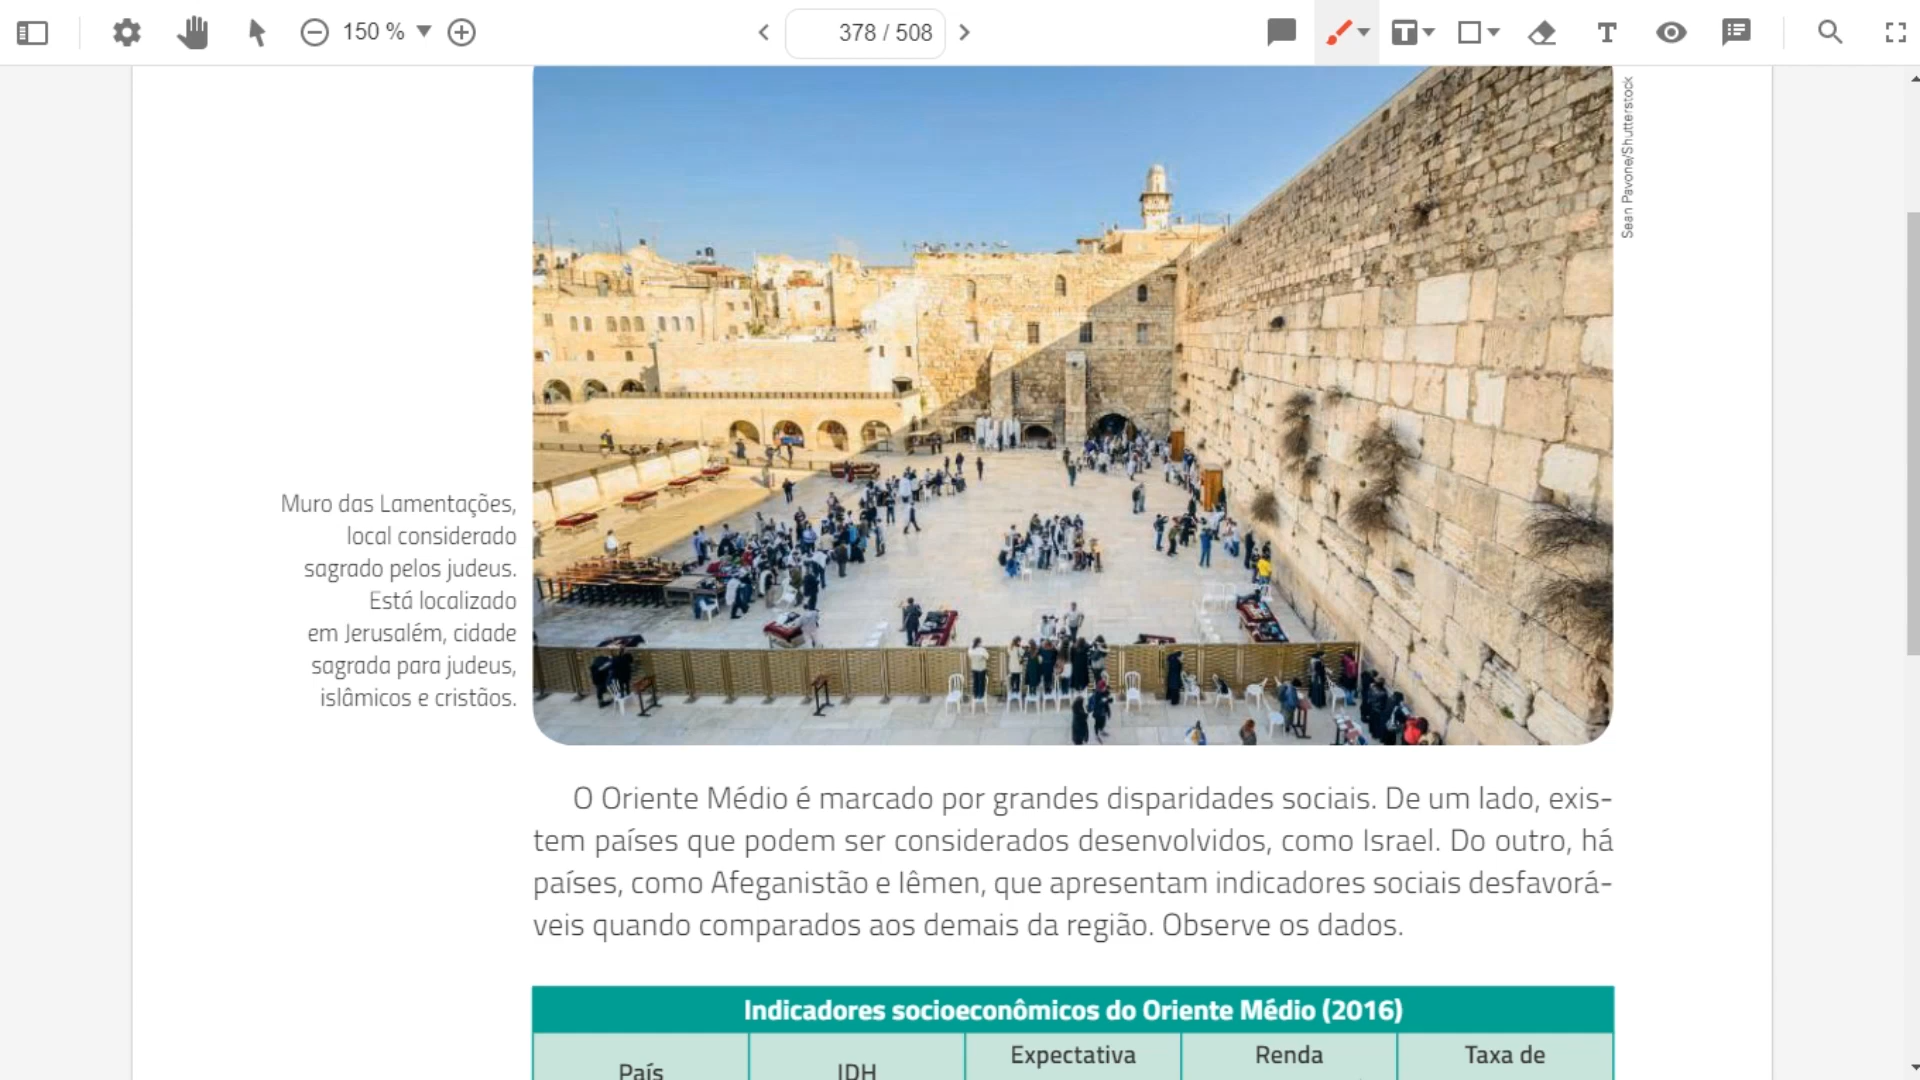 150 %
378 / 508
Sean Pavone/Shutterstock
Muro das Lamentações,
local considerado
sagrado pelos judeus.
Está localizado
em Jerusalém, cidade
sagrada para judeus,
islâmicos e cristãos.
O Oriente Médio é marcado por grandes disparidades sociais. De um lado, exis-
tem países que podem ser considerados desenvolvidos, como Israel. Do outro, há
países, como Afeganistão e Iêmen, que apresentam indicadores sociais desfavorá-
veis quando comparados aos demais da região. Observe os dados.
Indicadores socioeconômicos do Oriente Médio (2016)
Expectativa Renda Taxa de
País IDH